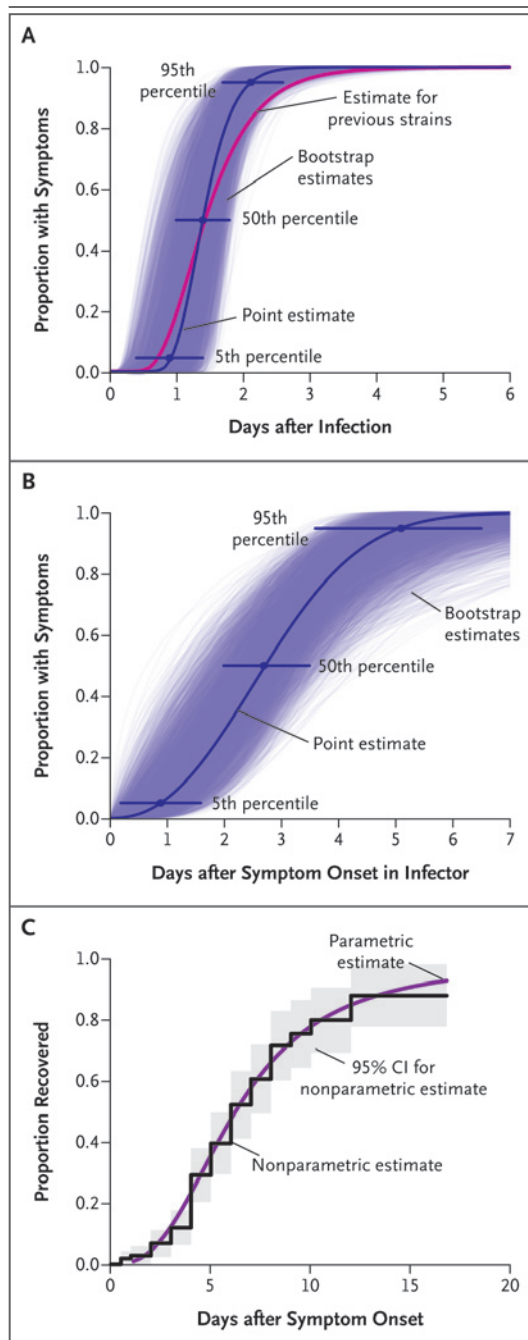 A
1.0
0.8
0.6
0.4
0.2
0.0
Proportion with Symptoms
95th
percentile
Estimate for
previous strains
Bootstrap
estimates
50th percentile
Point estimate
5th percentile
0 1 2 3 4 5 6
Days after Infection
B
1.0
0.8
0.6
0.4
0.2
0.0
Proportion with Symptoms
95th
percentile
Bootstrap
estimates
50th percentile
Point estimate
5th percentile
0 1 2 3 4 5 6 7
Days after Symptom Onset in Infector
C
1.0
0.8
0.6
0.4
0.2
0.0
Proportion Recovered
Parametric
estimate
95% CI for
nonparametric estimate
Nonparametric estimate
0 5 10 15 20
Days after Symptom Onset